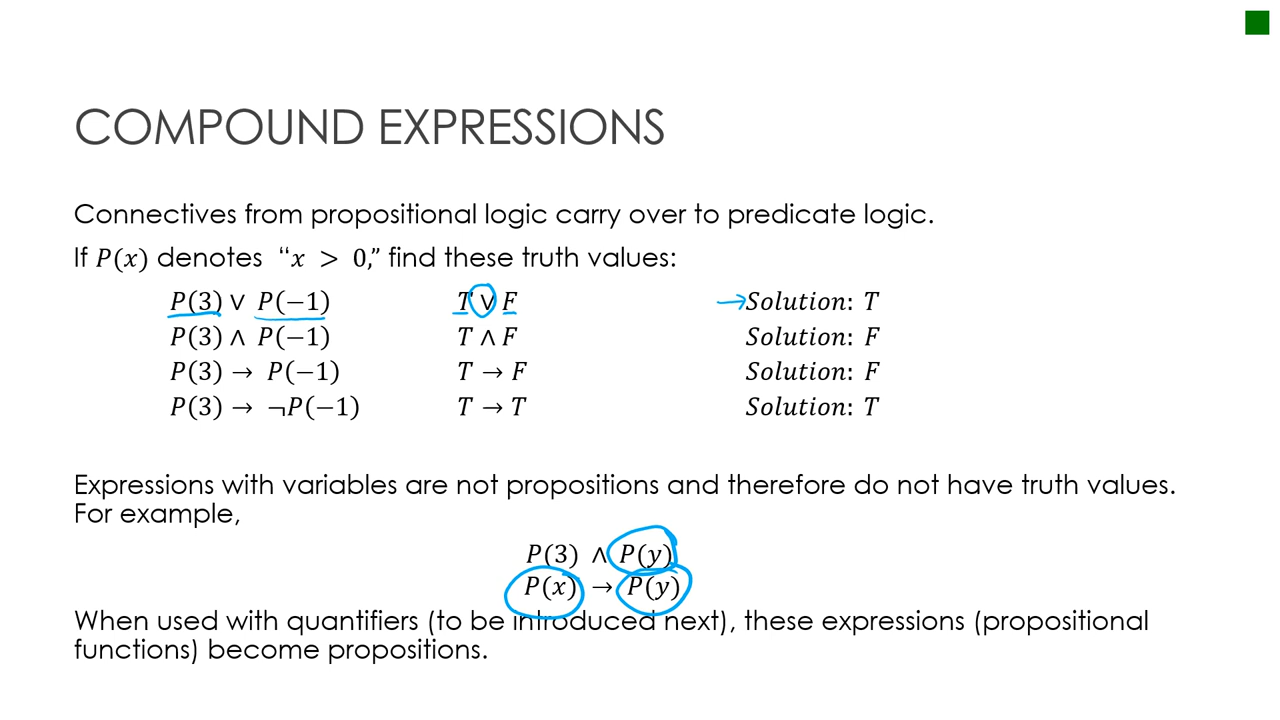 COMPOUND EXPRESSIONS
Connectives from propositional logic carry over to predicate logic.
If P(x) denotes “x > 0,” find these truth values:
P(3) ∨ P(−1) T ∨ F Solution: T
P(3) ∧ P(−1) T ∧ F Solution: F
P(3) → P(−1) T → F Solution: F
P(3) → ¬P(−1) T → T Solution: T
Expressions with variables are not propositions and therefore do not have truth values.
For example,
P(3) ∧ P(y)
P(x) → P(y)
When used with quantifiers (to be introduced next), these expressions (propositional
functions) become propositions.